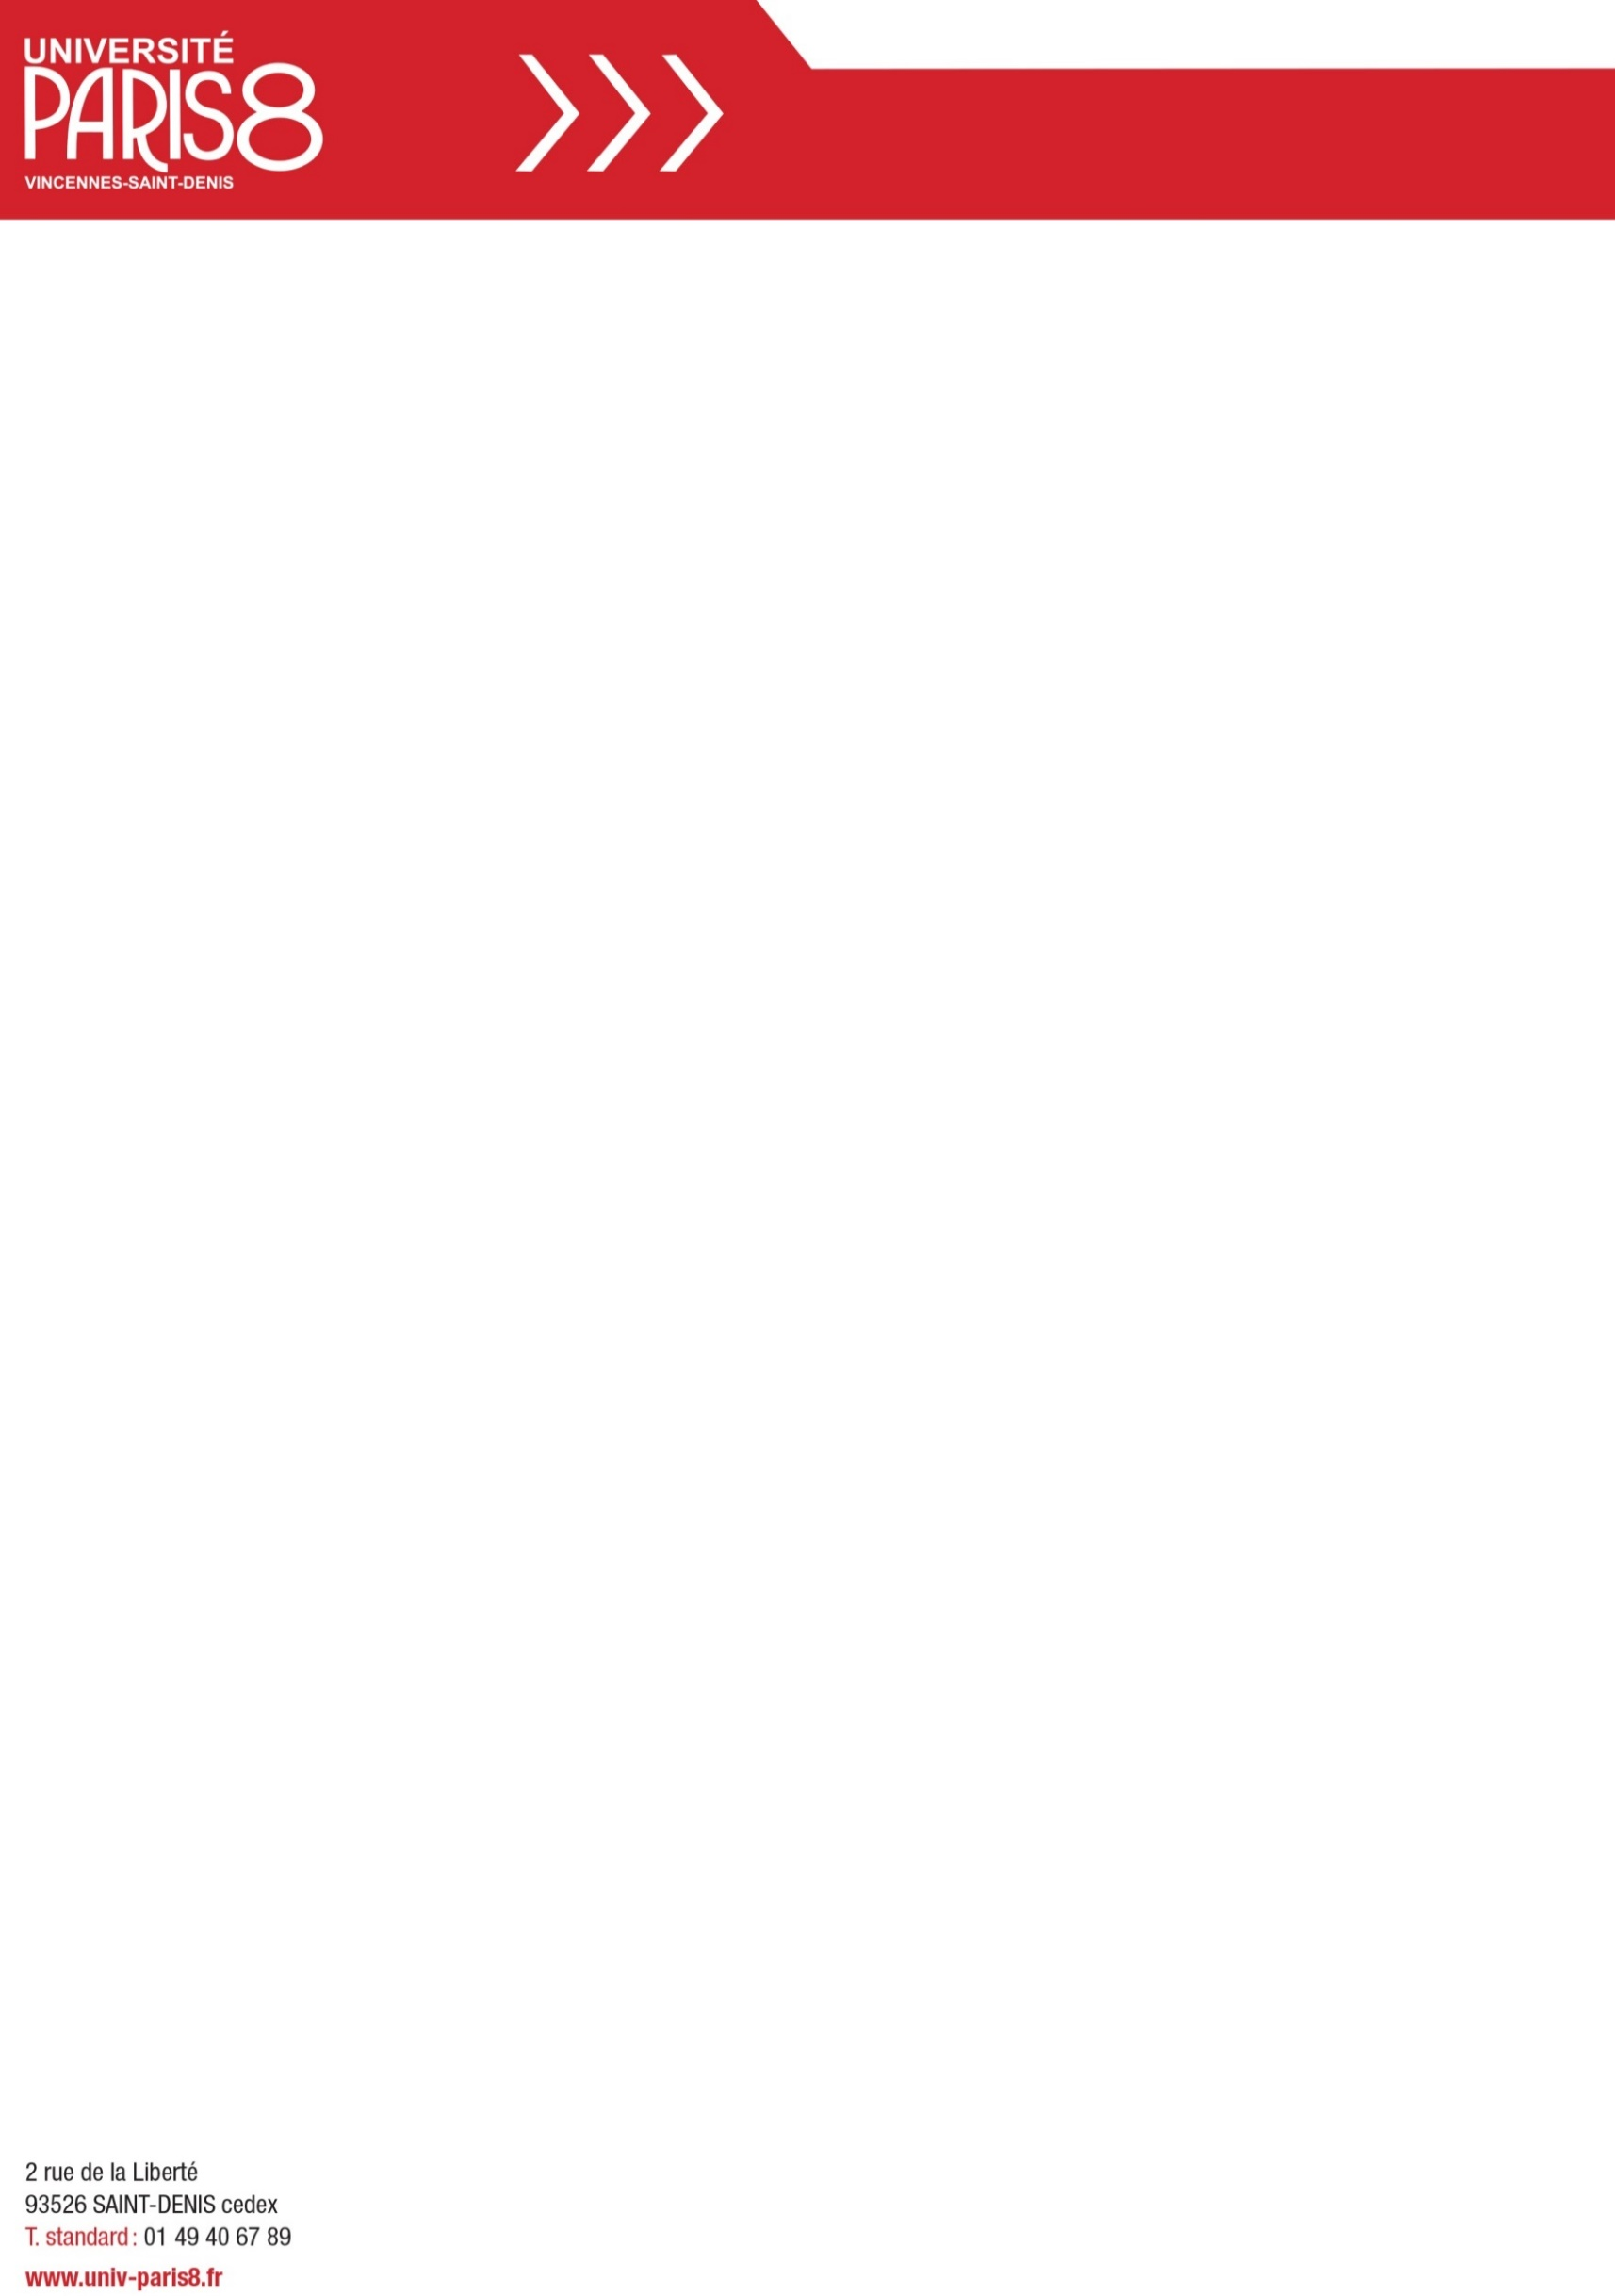 UNIVERSITÉ
PARIS8
VINCENNES-SAINT-DENIS
2 rue de la Liberté
93526 SAINT-DENIS cedex
T. standard : 01 49 40 67 89
www.univ-paris8.fr